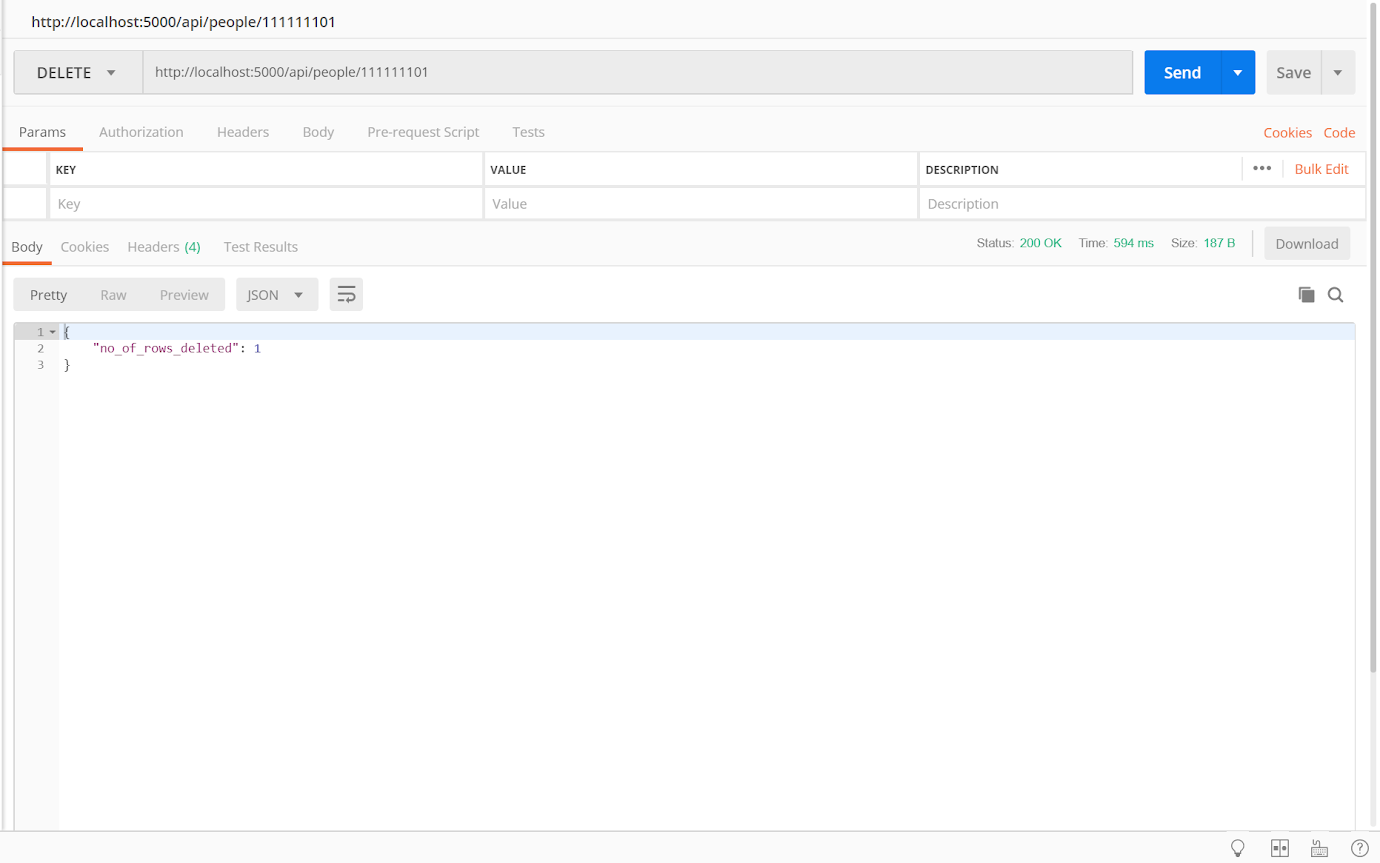 http://localhost:5000/api/people/111111101
DELETE http://localhost:5000/api/people/111111101 Send Save
Params Authorization Headers Body Pre-request Script Tests Cookies Code
KEY VALUE DESCRIPTION ••• Bulk Edit
Key Value Description
Body Cookies Headers (4) Test Results Status: 200 OK Time: 594 ms Size: 187 B Download
Pretty Raw Preview JSON
1 {
2 "no_of_rows_deleted": 1
3 }